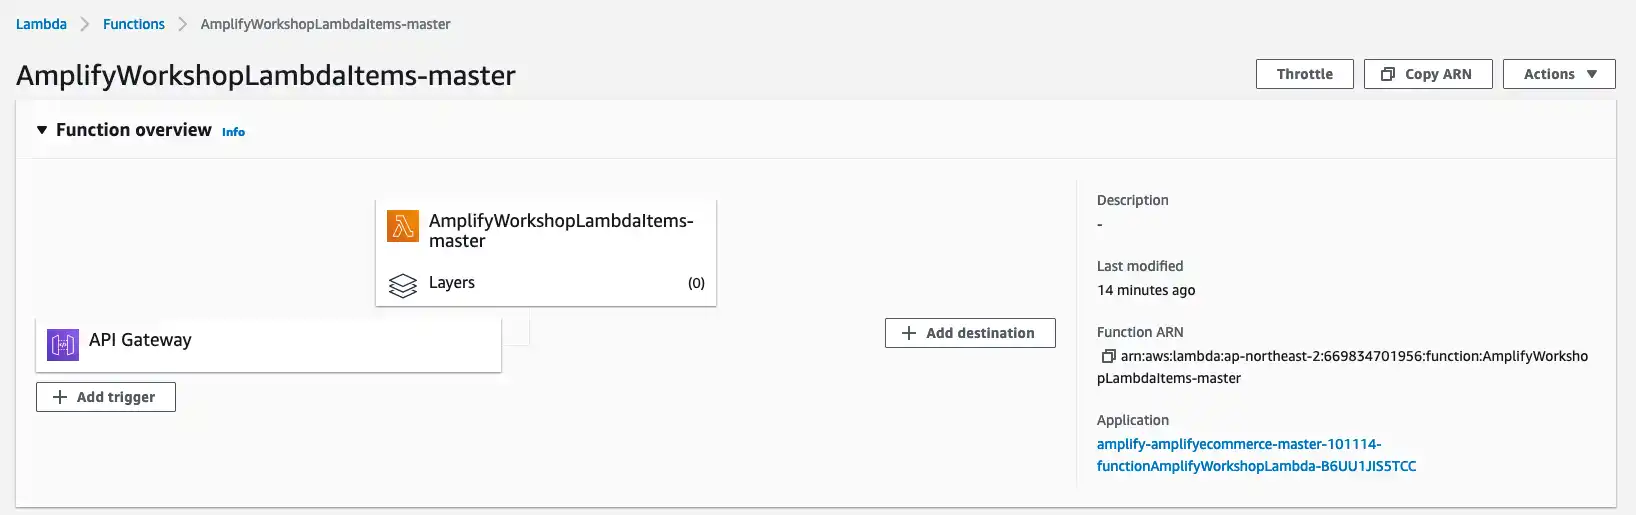 Lambda > Functions > AmplifyWorkshopLambdaItems-master
AmplifyWorkshopLambdaItems-master
Throttle
Copy ARN
Actions
Function overview Info
AmplifyWorkshopLambdaItems-
master
Layers (0)
API Gateway
+ Add trigger
+ Add destination
Description
-
Last modified
14 minutes ago
Function ARN
arn:aws:lambda:ap-northeast-2:669834701956:function:AmplifyWorksho
pLambdaItems-master
Application
amplify-amplifyecommerce-master-101114-
functionAmplifyWorkshopLambda-B6UU1JIS5TCC